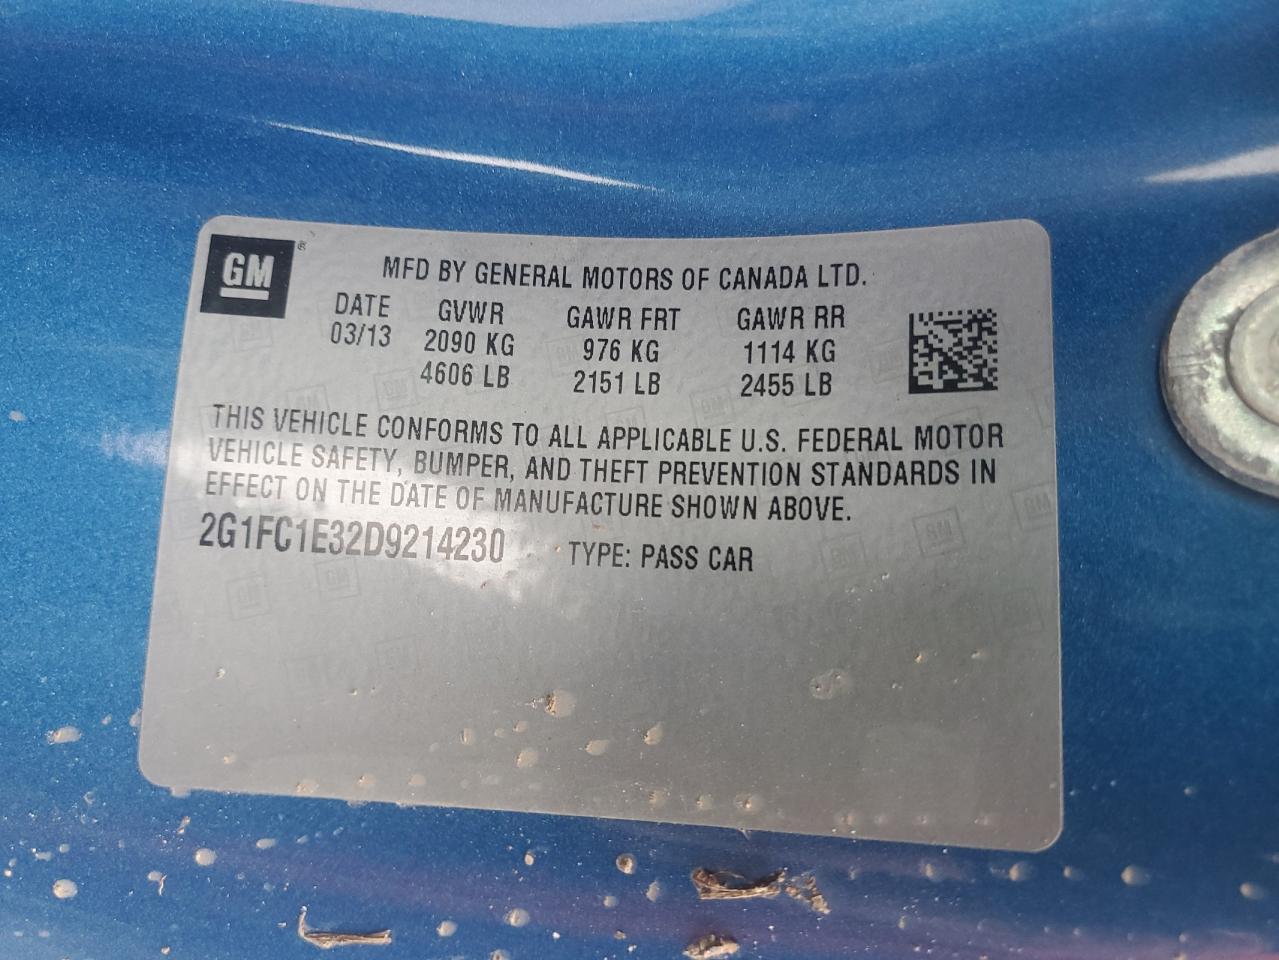 GM®
MFD BY GENERAL MOTORS OF CANADA LTD.
DATE GVWR GAWR FRT GAWR RR
03/13 2090 KG 976 KG 1114 KG
4606 LB 2151 LB 2455 LB
THIS VEHICLE CONFORMS TO ALL APPLICABLE U.S. FEDERAL MOTOR
VEHICLE SAFETY, BUMPER, AND THEFT PREVENTION STANDARDS IN
EFFECT ON THE DATE OF MANUFACTURE SHOWN ABOVE.
2G1FC1E32D9214230 TYPE: PASS CAR